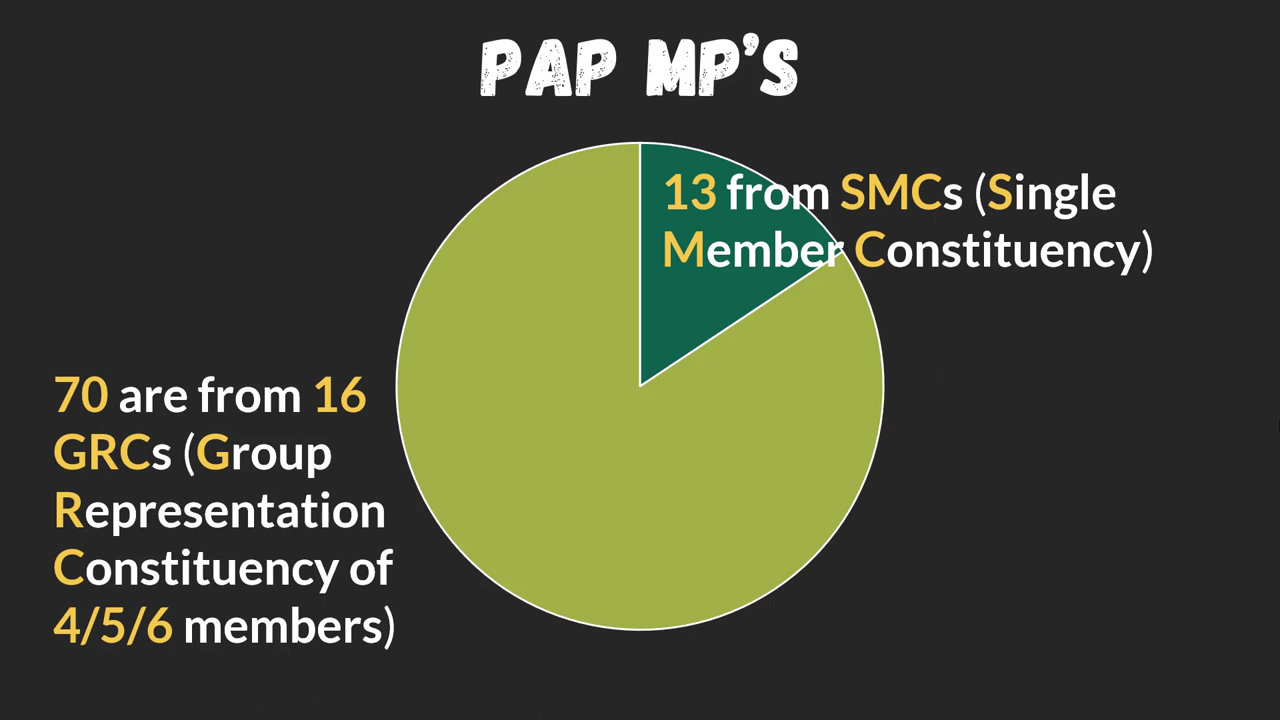 PAP MP'S
13 from SMCs (Single
Member Constituency)
70 are from 16
GRCs (Group
Representation
Constituency of
4/5/6 members)